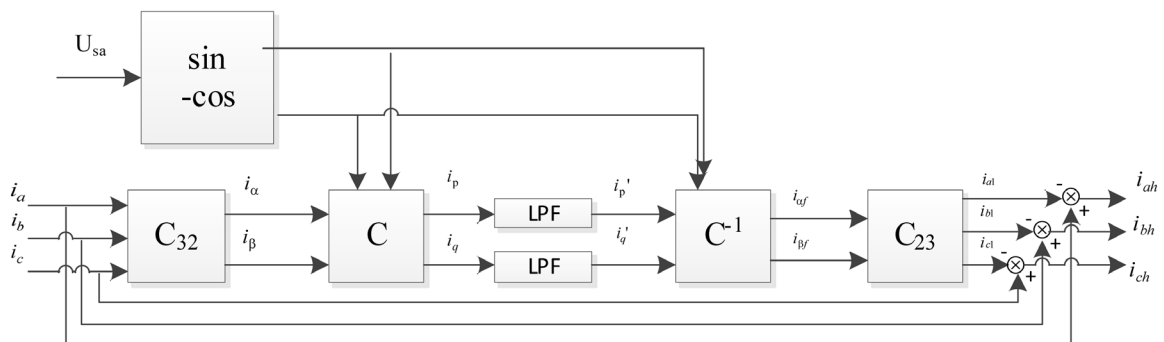 U_sa
sin
-cos
i_a
i_b
i_c
C_32
i_α
i_β
C
i_p
i_q
LPF
LPF
i_p'
i_q'
C^-1
i_αf
i_βf
C_23
i_a1
i_b1
i_c1
-
+
-
+
-
+
i_ah
i_bh
i_ch